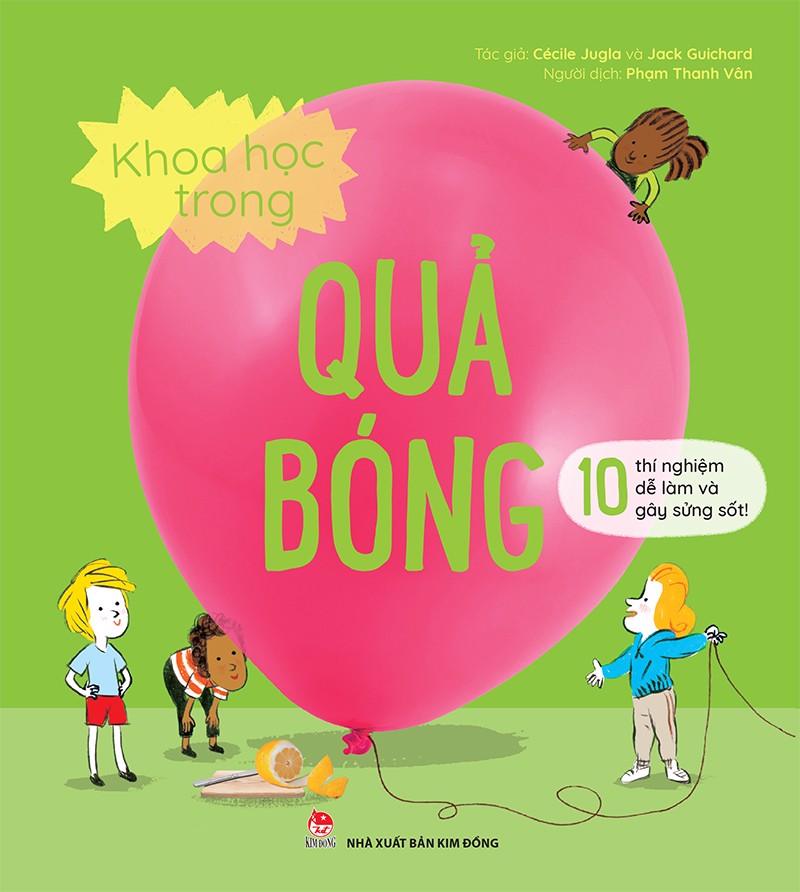 Tác giả: Cécile Jugla và Jack Guichard
Người dịch: Phạm Thanh Vân
Khoa học
trong
QUẢ
BÓNG
10
thí nghiệm
dễ làm và
gây sửng sốt!
KIM ĐỒNG
NHÀ XUẤT BẢN KIM ĐỒNG